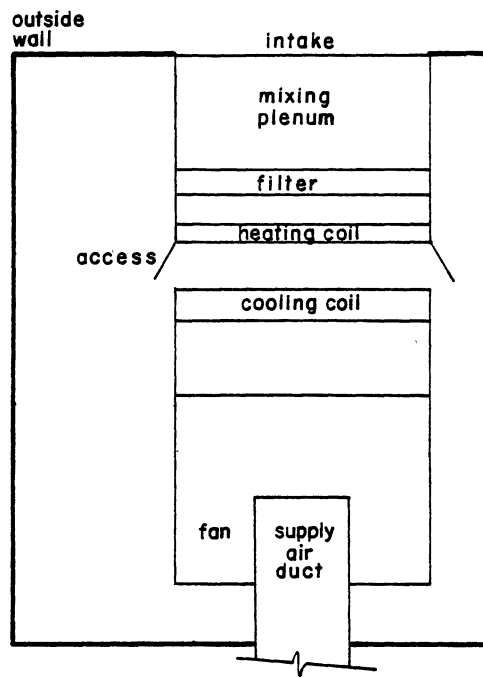 outside
wall
intake
mixing
plenum
filter
heating coil
access
cooling coil
fan
supply
air
duct